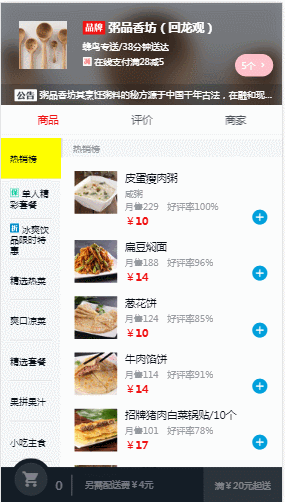 品牌 粥品香坊（回龙观）
蜂鸟专送/38分钟送达
减 在线支付满28减5
5个 >
公告 粥品香坊其烹饪粥料的秘方源于中国千年古法，在融和现...
商品 评价 商家
热销榜
保 单人精彩套餐
折 冰爽饮品限时特惠
精选热菜
爽口凉菜
精选套餐
果拼果汁
小吃主食
热销榜
皮蛋瘦肉粥
咸粥
月售229 好评率100%
￥10
扁豆焖面
月售188 好评率96%
￥14
葱花饼
月售124 好评率85%
￥10
牛肉馅饼
月售114 好评率91%
￥14
招牌猪肉白菜锅贴/10个
月售101 好评率78%
￥17
0 另需配送费￥4元 满￥20元起送